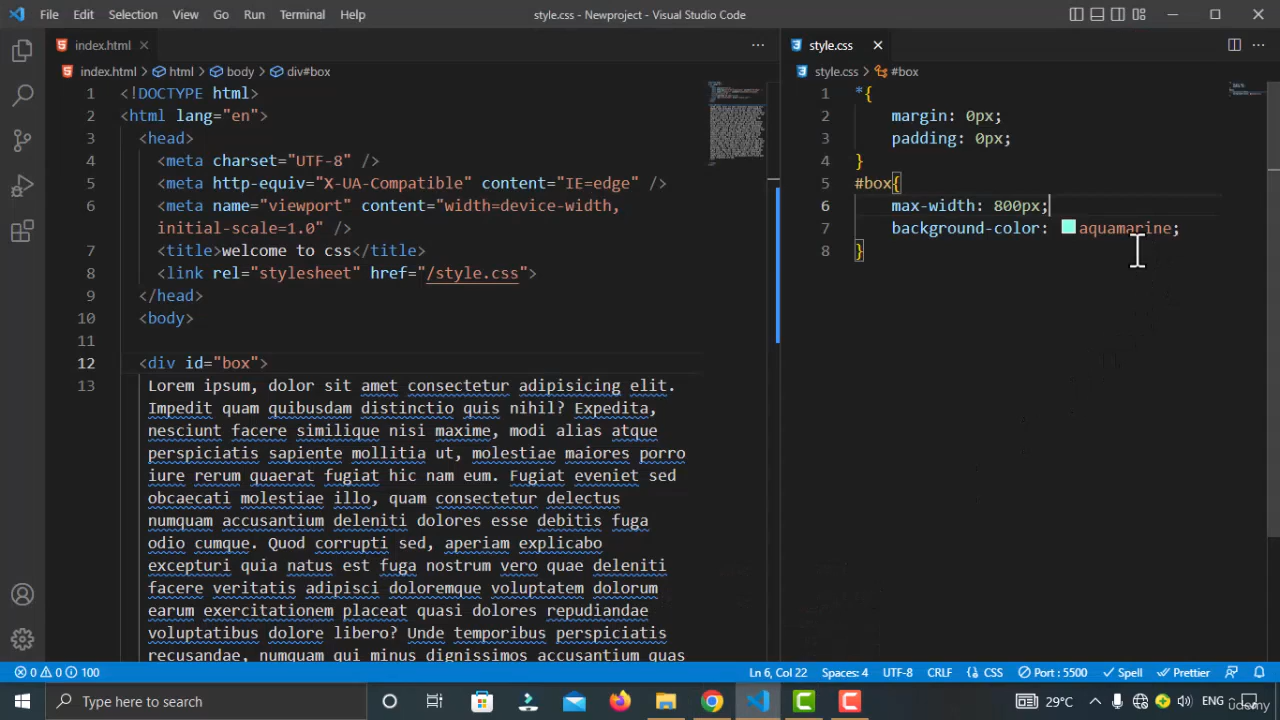 File Edit Selection View Go Run Terminal Help style.css - Newproject - Visual Studio Code
index.html
index.html > html > body > div#box
1 <!DOCTYPE html>
2 <html lang="en">
3 <head>
4 <meta charset="UTF-8" />
5 <meta http-equiv="X-UA-Compatible" content="IE=edge" />
6 <meta name="viewport" content="width=device-width,
initial-scale=1.0" />
7 <title>welcome to css</title>
8 <link rel="stylesheet" href="/style.css">
9 </head>
10 <body>
11
12 <div id="box">
13 Lorem ipsum, dolor sit amet consectetur adipisicing elit.
Impedit quam quibusdam distinctio quis nihil? Expedita,
nesciunt facere similique nisi maxime, modi alias atque
perspiciatis sapiente mollitia ut, molestiae maiores porro
iure rerum quaerat fugiat hic nam eum. Fugiat eveniet sed
obcaecati molestiae illo, quam consectetur delectus
numquam accusantium deleniti dolores esse debitis fuga
odio cumque. Quod corrupti sed, aperiam explicabo
excepturi quia natus est fuga nostrum vero quae deleniti
facere veritatis adipisci doloremque voluptatem dolorum
earum exercitationem placeat quasi dolores repudiandae
voluptatibus dolore libero? Unde temporibus perspiciatis
recusandae, numquam qui minus dignissimos accusantium quas
style.css
style.css > #box
1 *{
2 margin: 0px;
3 padding: 0px;
4 }
5 #box{
6 max-width: 800px;
7 background-color: aquamarine;
8 }
0 0 100 Ln 6, Col 22 Spaces: 4 UTF-8 CRLF {} CSS Port : 5500 Spell Prettier
Type here to search 29°C ENG
Udemy